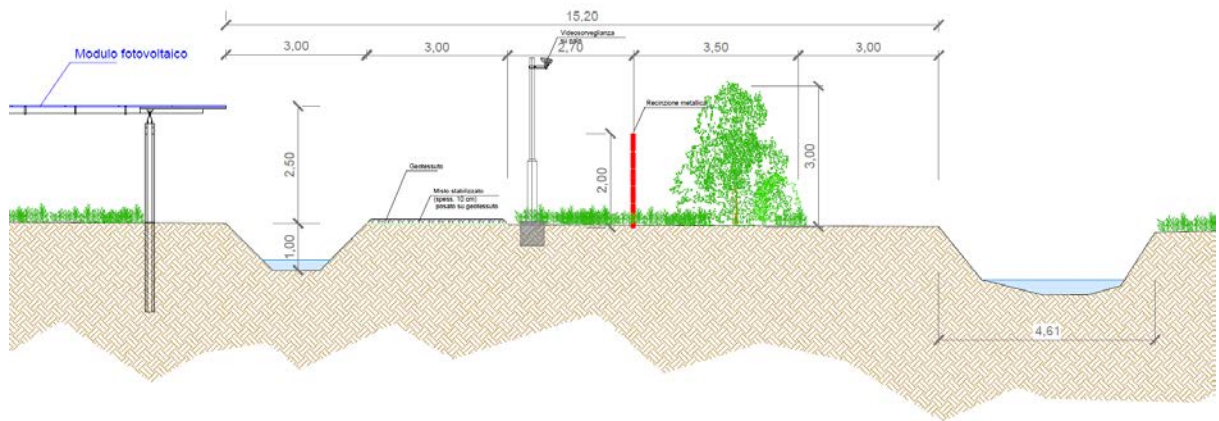 15,20
3,00
3,00
2,70
3,50
3,00
Videosorveglianza
su palo
Modulo fotovoltaico
Recinzione metallica
2,50
2,00
3,00
Geotessuto
Misto stabilizzato
(spess. 10 cm)
posato su geotessuto
1,00
4,61